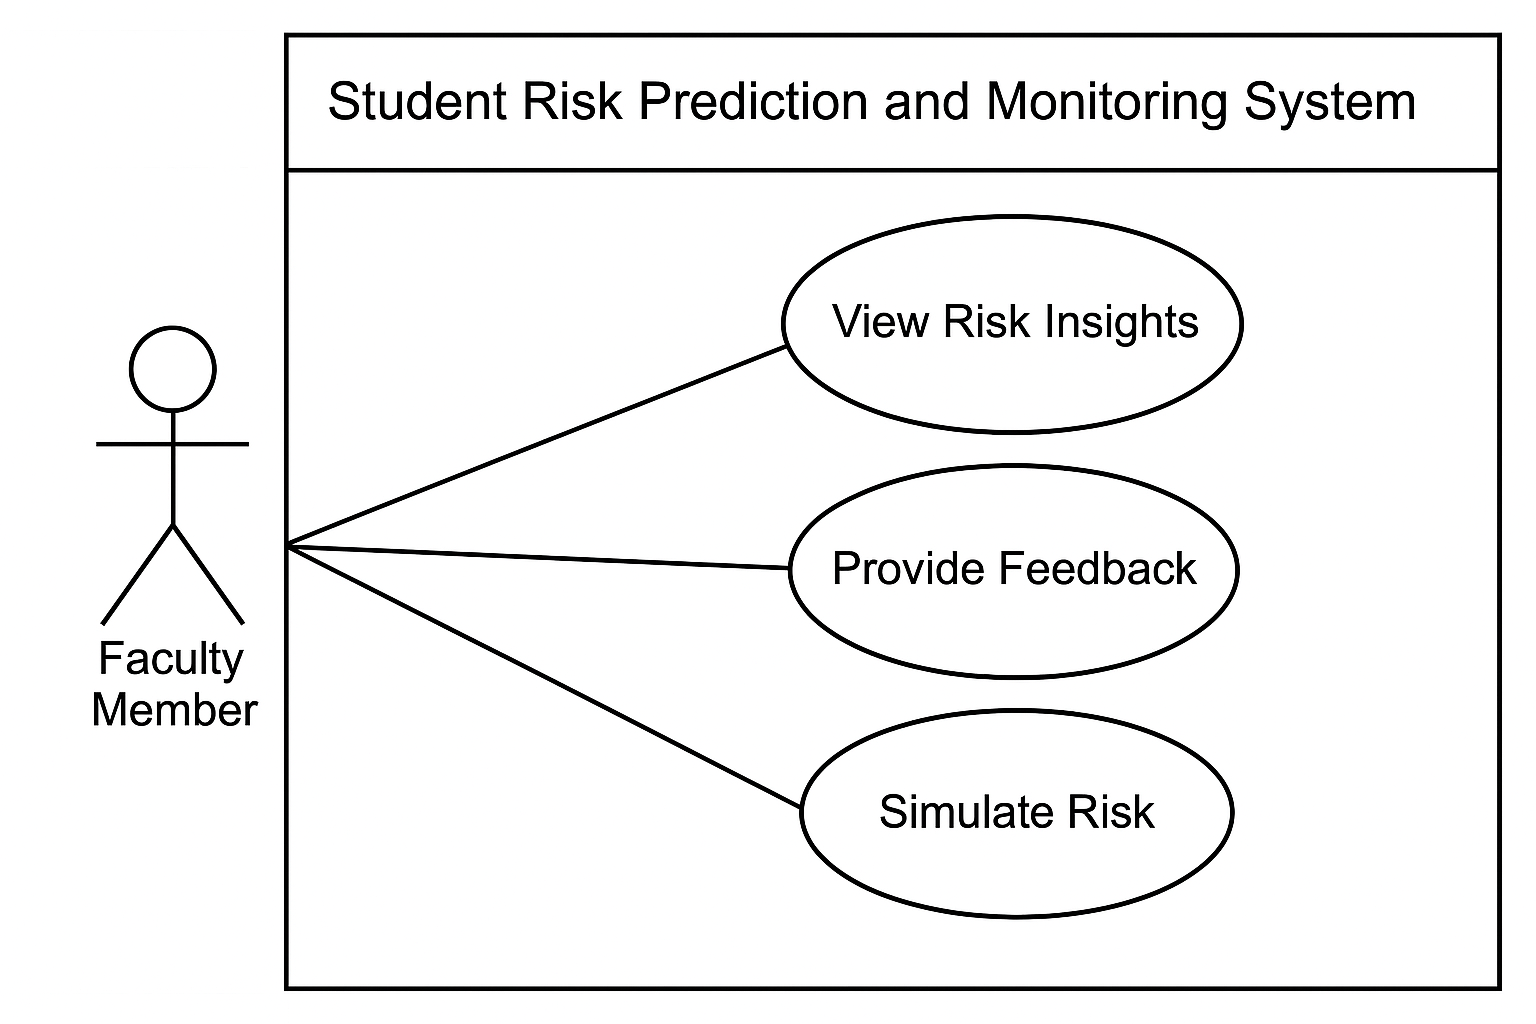 Student Risk Prediction and Monitoring System
View Risk Insights
Provide Feedback
Faculty
Member
Simulate Risk